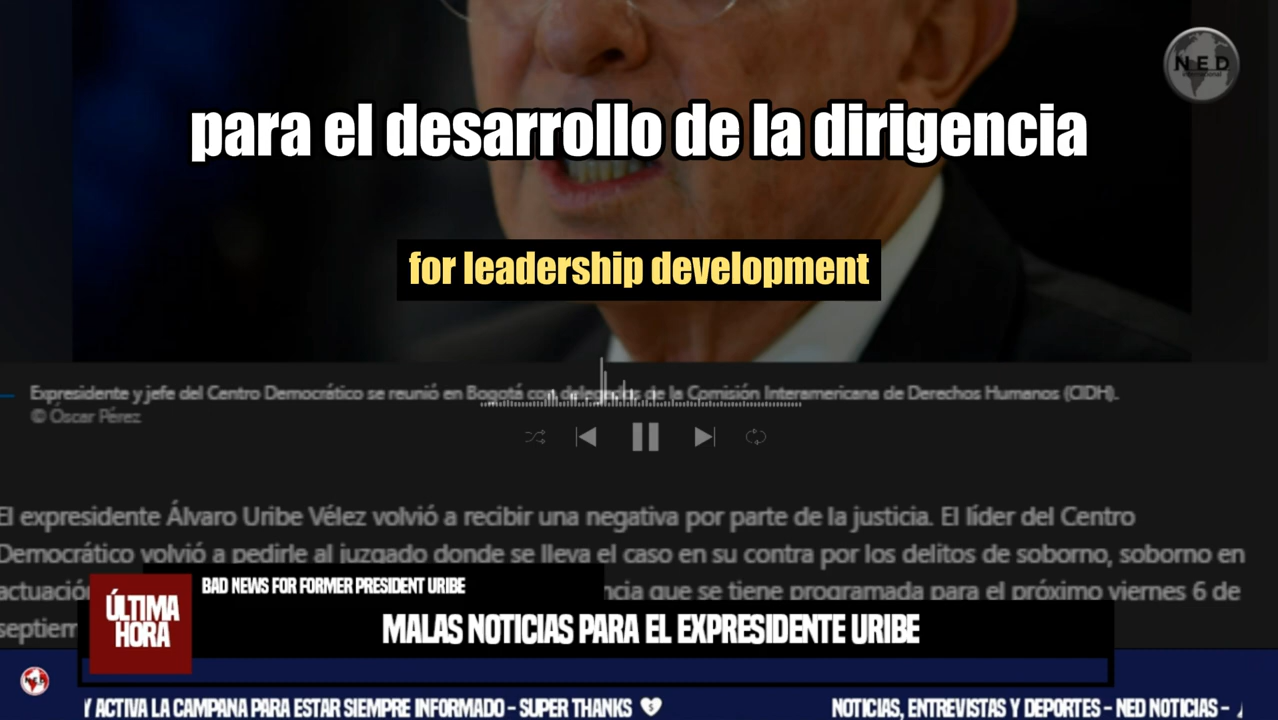 NED
para el desarrollo de la dirigencia
for leadership development
Expresidente y jefe del Centro Democrático se reunió en Bogotá con delegados de la Comisión Interamericana de Derechos Humanos (CIDH).
© Óscar Pérez
El expresidente Álvaro Uribe Vélez volvió a recibir una negativa por parte de la justicia. El líder del Centro
Democrático volvió a pedirle al juzgado donde se lleva el caso en su contra por los delitos de soborno, soborno en
que se tiene programada para el próximo viernes 6 de
BAD NEWS FOR FORMER PRESIDENT URIBE
ÚLTIMA
HORA
MALAS NOTICIAS PARA EL EXPRESIDENTE URIBE
Y ACTIVA LA CAMPANA PARA ESTAR SIEMPRE INFORMADO - SUPER THANKS
NOTICIAS, ENTREVISTAS Y DEPORTES - NED NOTICIAS -